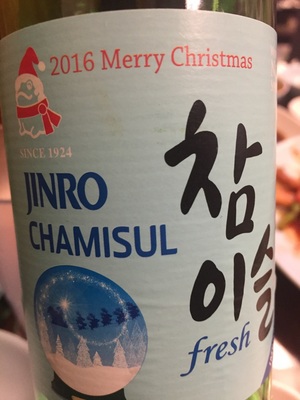 2016 Merry Christmas
SINCE 1924
JINRO
CHAMISUL
참
이슬
fresh